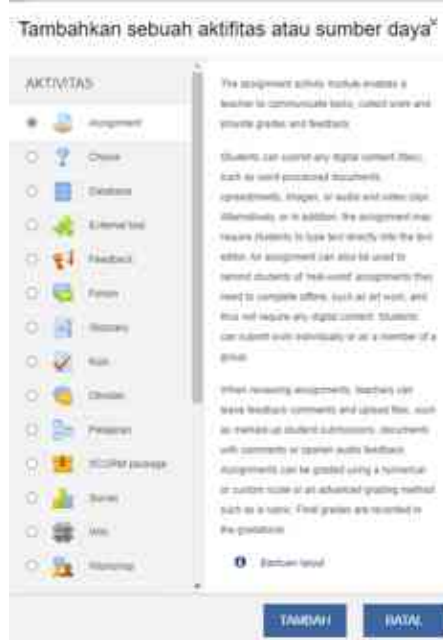 Tambahkan sebuah aktifitas atau sumber daya
×
AKTIVITAS
Assignment
Choice
Database
External tool
Feedback
Forum
Glossary
Kuis
Obrolan
Pelajaran
SCORM package
Survei
Wiki
Workshop
The assignment activity module enables a
teacher to communicate tasks, collect work and
provide grades and feedback.
Students can submit any digital content (files),
such as word-processed documents,
spreadsheets, images, or audio and video clips.
Alternatively, or in addition, the assignment may
require students to type text directly into the text
editor. An assignment can also be used to
remind students of 'real-world' assignments they
need to complete offline, such as art work, and
thus not require any digital content. Students
can submit work individually or as a member of a
group.
When reviewing assignments, teachers can
leave feedback comments and upload files, such
as marked-up student submissions, documents
with comments or spoken audio feedback.
Assignments can be graded using a numerical
or custom scale or an advanced grading method
such as a rubric. Final grades are recorded in
the gradebook.
Bantuan lanjut
TAMBAH
BATAL